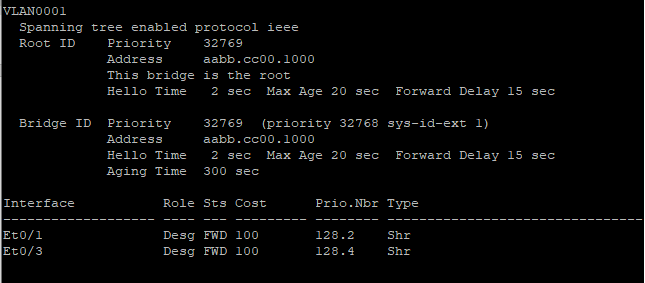 VLAN0001
  Spanning tree enabled protocol ieee
  Root ID    Priority    32769
             Address     aabb.cc00.1000
             This bridge is the root
             Hello Time   2 sec  Max Age 20 sec  Forward Delay 15 sec
  Bridge ID  Priority    32769  (priority 32768 sys-id-ext 1)
             Address     aabb.cc00.1000
             Hello Time   2 sec  Max Age 20 sec  Forward Delay 15 sec
             Aging Time  300 sec
Interface           Role Sts Cost      Prio.Nbr Type
------------------- ---- --- --------- -------- --------------------------------
Et0/1               Desg FWD 100       128.2    Shr
Et0/3               Desg FWD 100       128.4    Shr